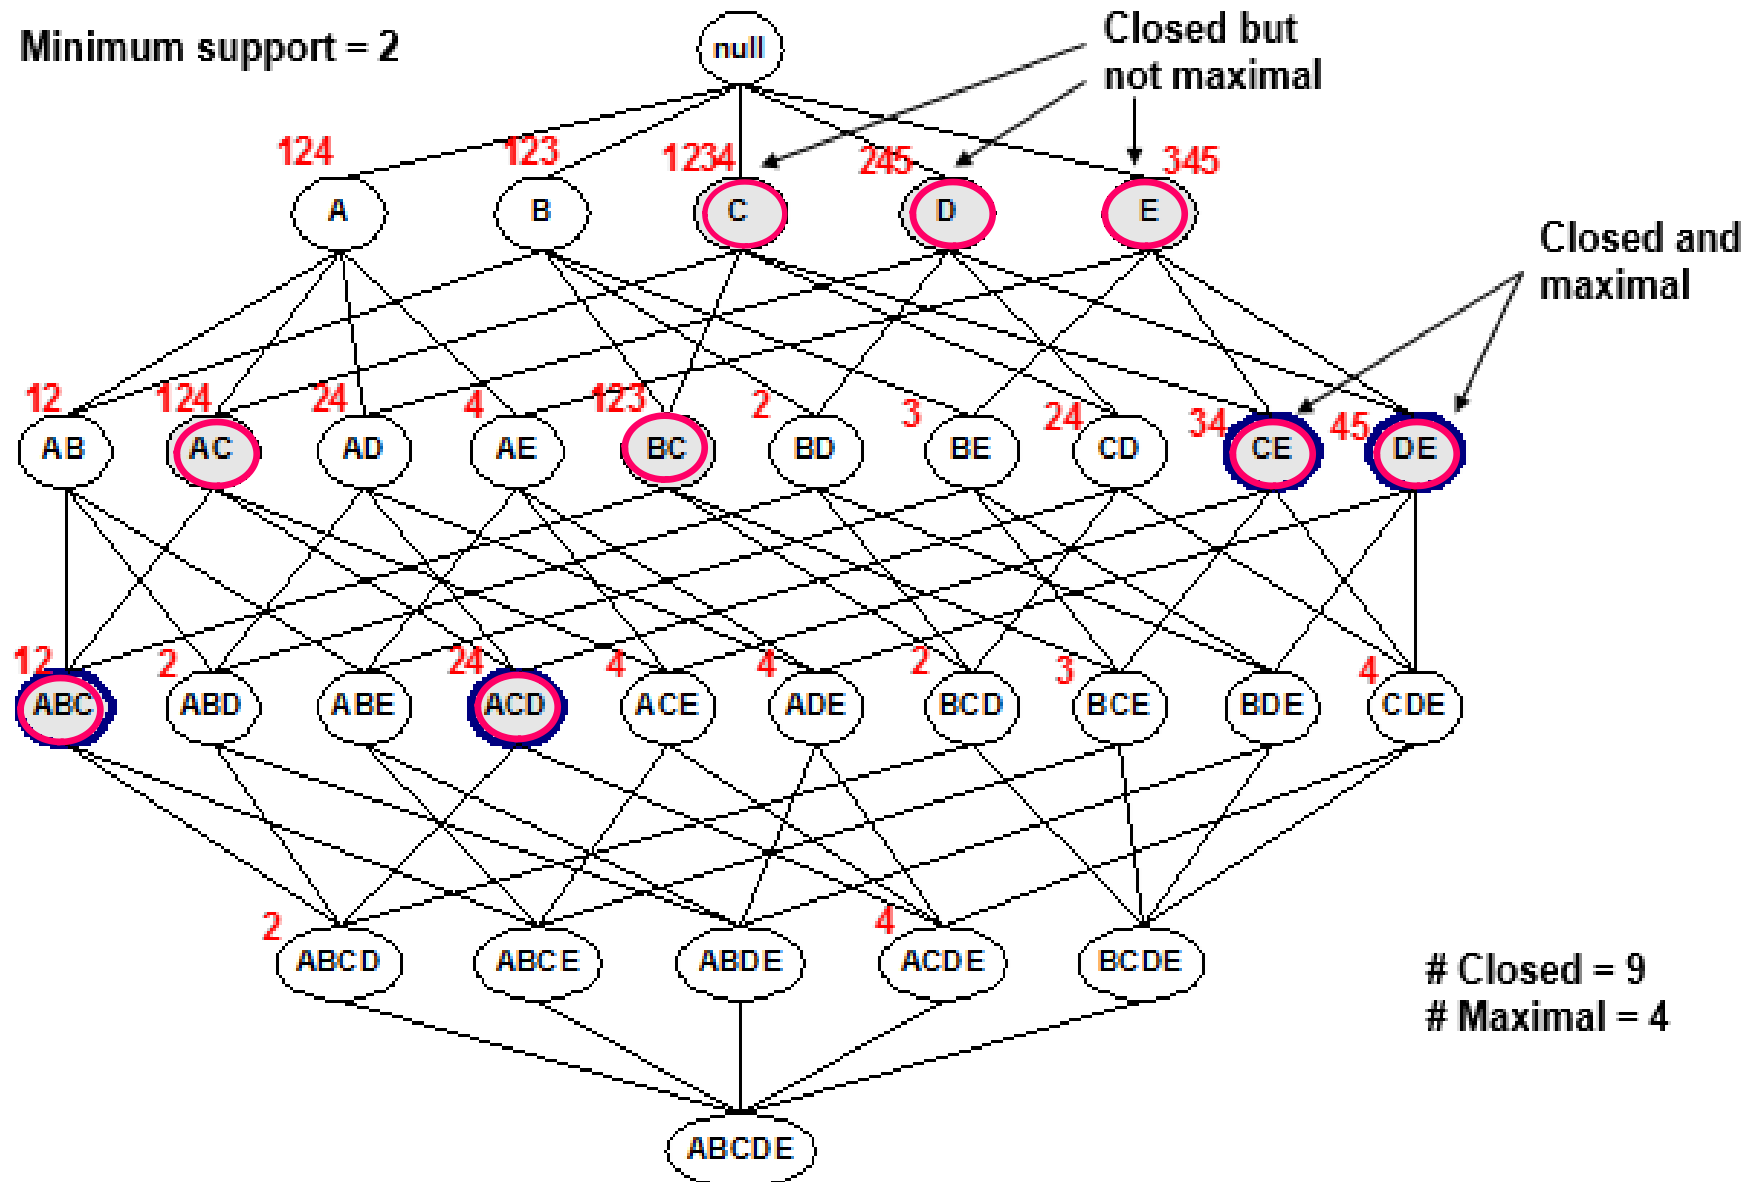 Minimum support = 2
null
Closed but
not maximal
124
123
1234
245
345
A
B
C
D
E
Closed and
maximal
12
124
24
4
123
2
3
24
34
45
AB
AC
AD
AE
BC
BD
BE
CD
CE
DE
12
2
24
4
4
2
3
4
ABC
ABD
ABE
ACD
ACE
ADE
BCD
BCE
BDE
CDE
2
4
ABCD
ABCE
ABDE
ACDE
BCDE
# Closed = 9
# Maximal = 4
ABCDE